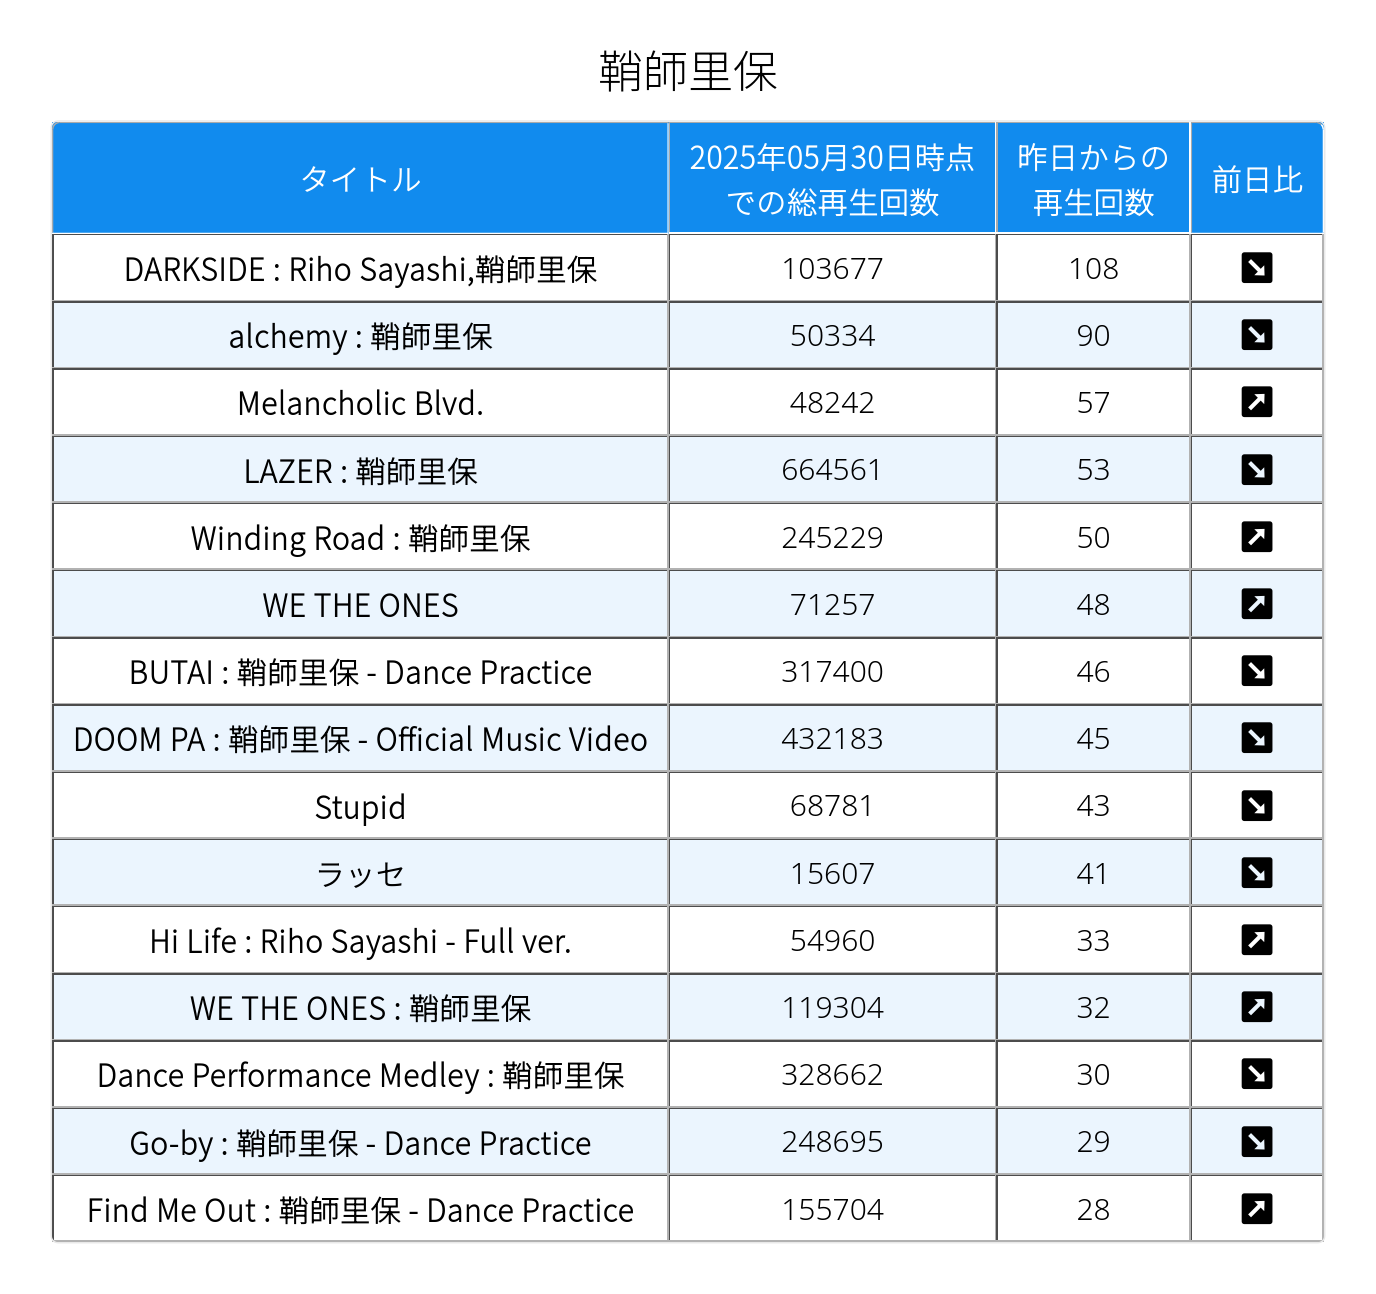 鞘師里保
タイトル
2025年05月30日時点
での総再生回数
昨日からの
再生回数
前日比
DARKSIDE : Riho Sayashi,鞘師里保 103677 108
alchemy : 鞘師里保 50334 90
Melancholic Blvd. 48242 57
LAZER : 鞘師里保 664561 53
Winding Road : 鞘師里保 245229 50
WE THE ONES 71257 48
BUTAI : 鞘師里保 - Dance Practice 317400 46
DOOM PA : 鞘師里保 - Official Music Video 432183 45
Stupid 68781 43
ラッセ 15607 41
Hi Life : Riho Sayashi - Full ver. 54960 33
WE THE ONES : 鞘師里保 119304 32
Dance Performance Medley : 鞘師里保 328662 30
Go-by : 鞘師里保 - Dance Practice 248695 29
Find Me Out : 鞘師里保 - Dance Practice 155704 28